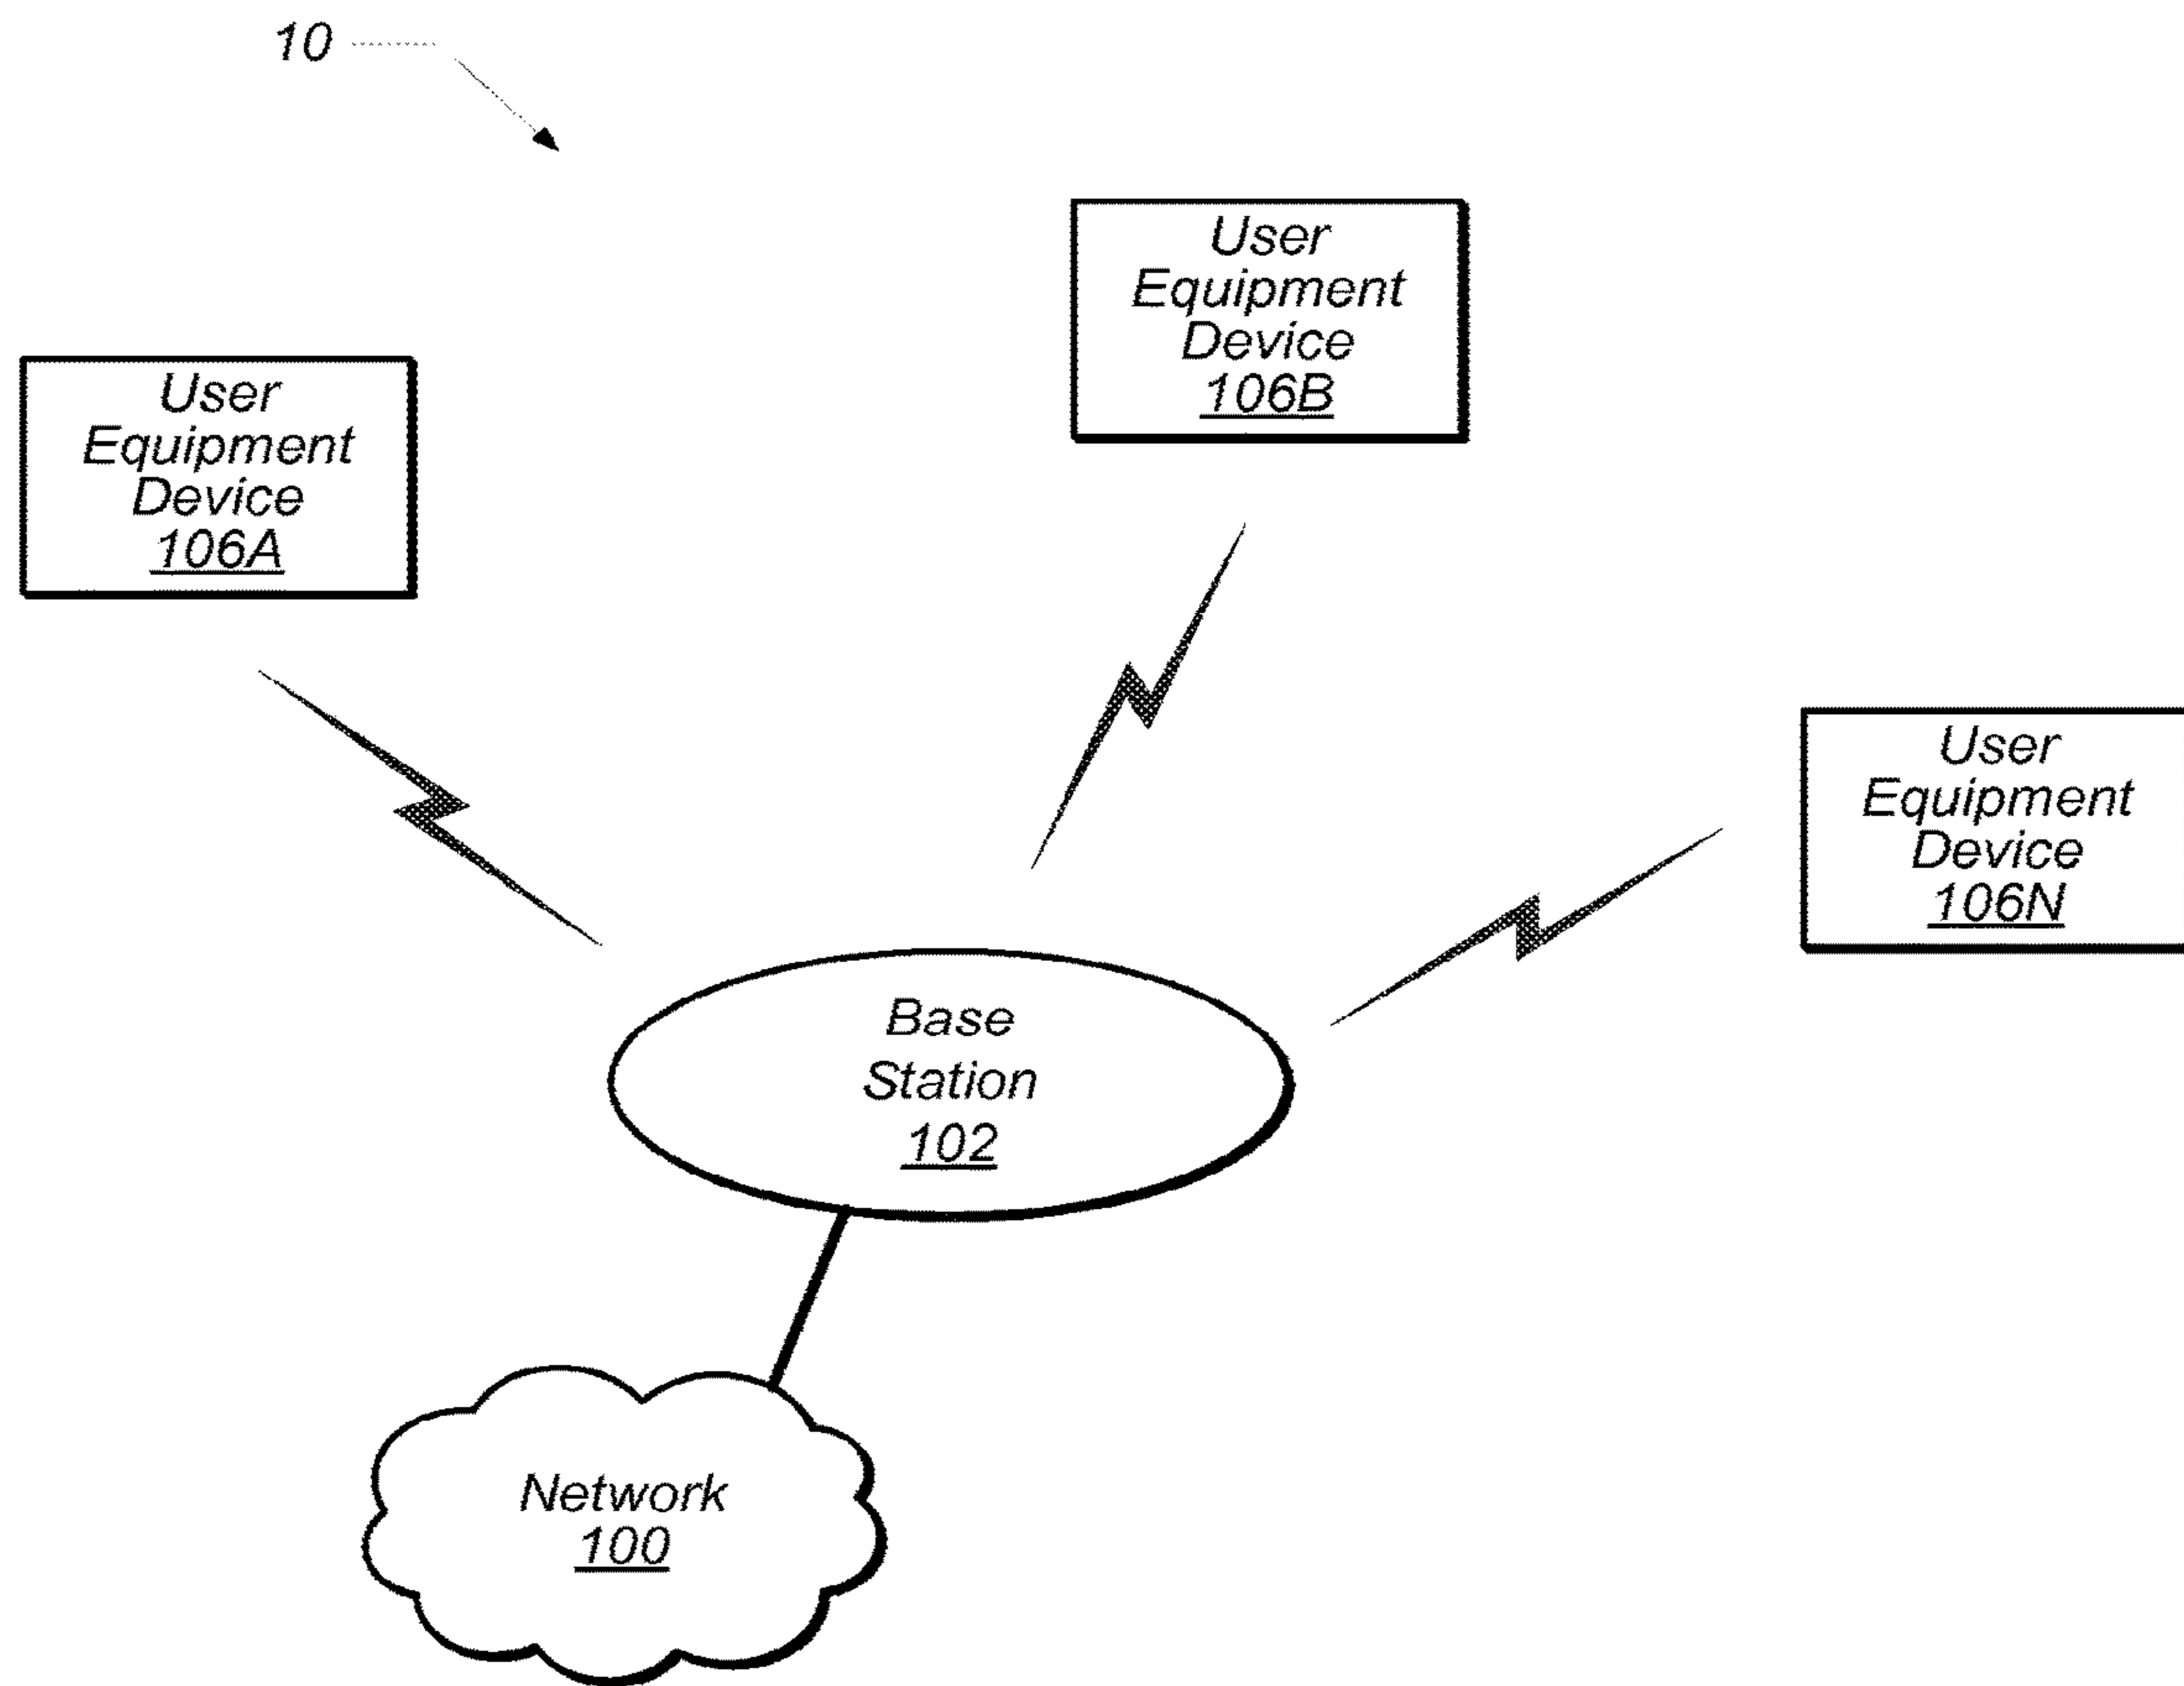 10
User
Equipment
Device
106B
User
Equipment
Device
106A
User
Equipment
Device
106N
Base
Station
102
Network
100